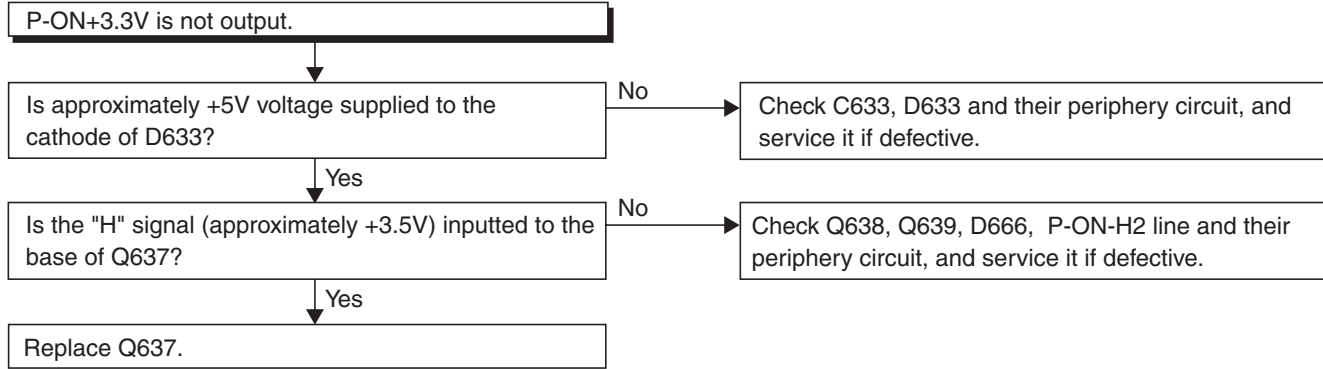 P-ON+3.3V is not output.
Is approximately +5V voltage supplied to the
cathode of D633?
No
Check C633, D633 and their periphery circuit, and
service it if defective.
Yes
Is the "H" signal (approximately +3.5V) inputted to the
base of Q637?
No
Check Q638, Q639, D666, P-ON-H2 line and their
periphery circuit, and service it if defective.
Yes
Replace Q637.